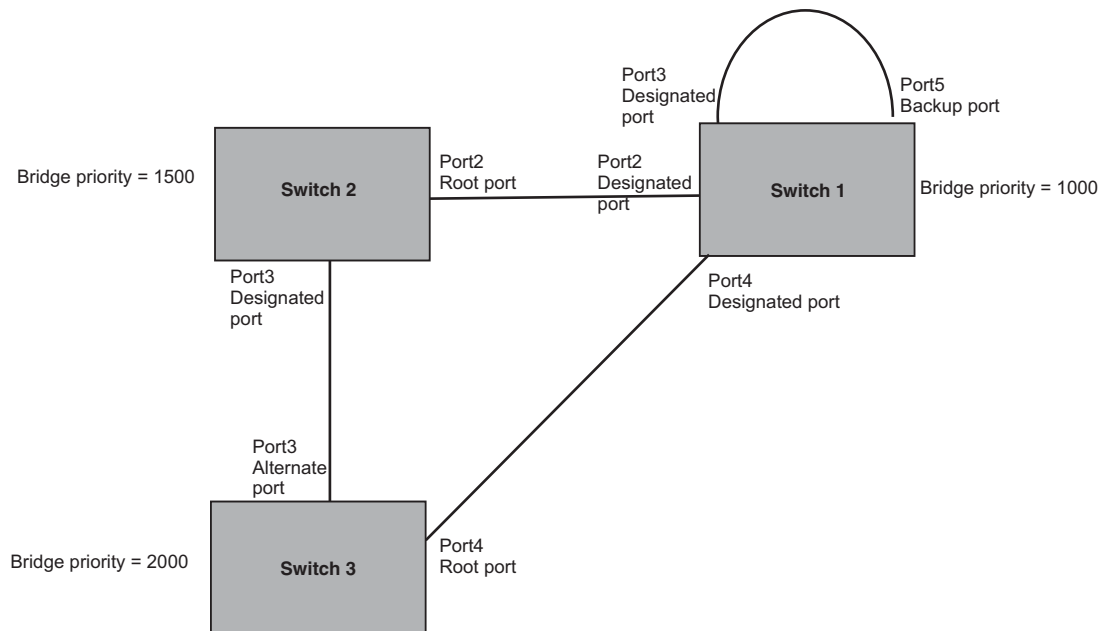 Port3
Designated
port
Port5
Backup port
Bridge priority = 1500
Switch 2
Port2
Root port
Port2
Designated
port
Switch 1
Bridge priority = 1000
Port3
Designated
port
Port4
Designated port
Port3
Alternate
port
Bridge priority = 2000
Switch 3
Port4
Root port